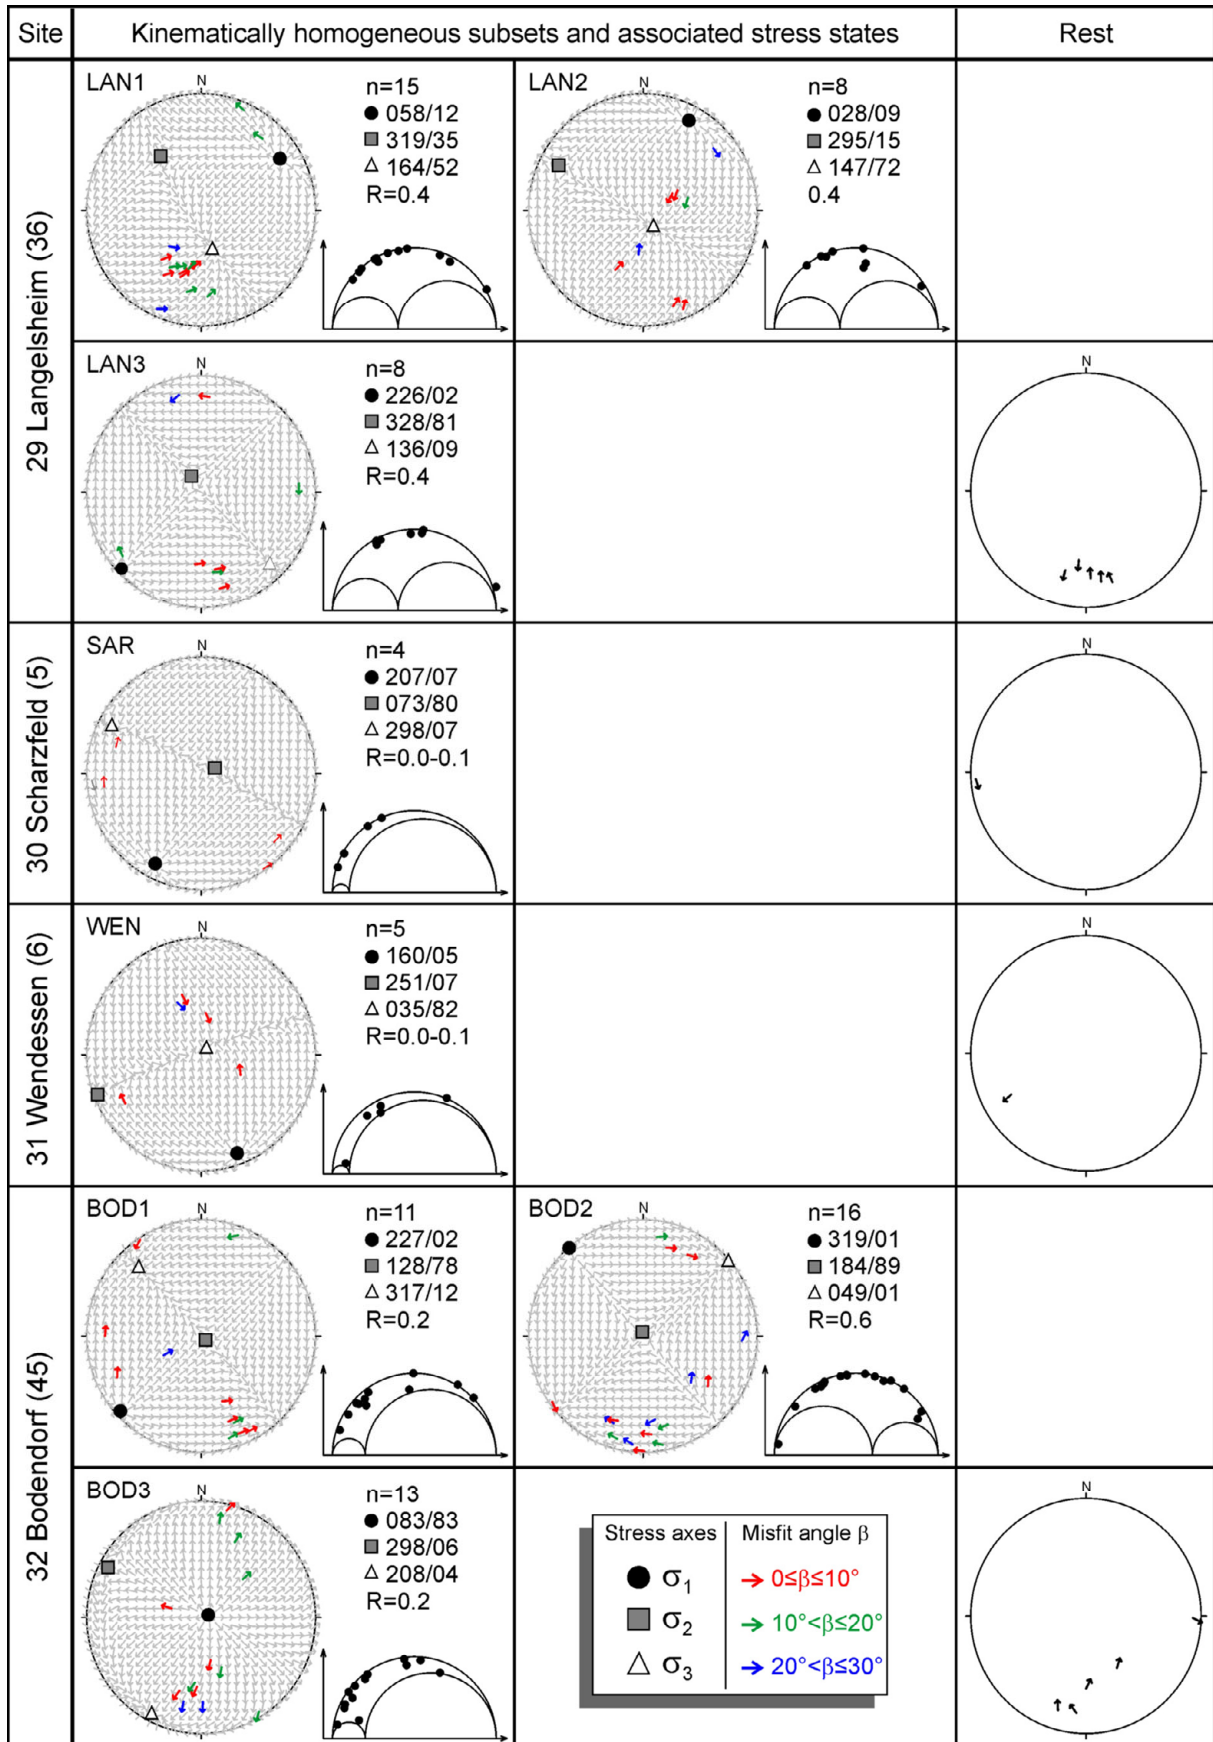 Site
Kinematically homogeneous subsets and associated stress states
Rest
29 Langelsheim (36)
LAN1
N
n=15
058/12
319/35
164/52
R=0.4
LAN2
N
n=8
028/09
295/15
147/72
0.4
LAN3
N
n=8
226/02
328/81
136/09
R=0.4
N
30 Scharzfeld (5)
SAR
N
n=4
207/07
073/80
298/07
R=0.0-0.1
N
31 Wendessen (6)
WEN
N
n=5
160/05
251/07
035/82
R=0.0-0.1
N
32 Bodendorf (45)
BOD1
N
n=11
227/02
128/78
317/12
R=0.2
BOD2
N
n=16
319/01
184/89
049/01
R=0.6
BOD3
N
n=13
083/83
298/06
208/04
R=0.2
Stress axes
σ1
σ2
σ3
Misfit angle β
0≤β≤10°
10°<β≤20°
20°<β≤30°
N